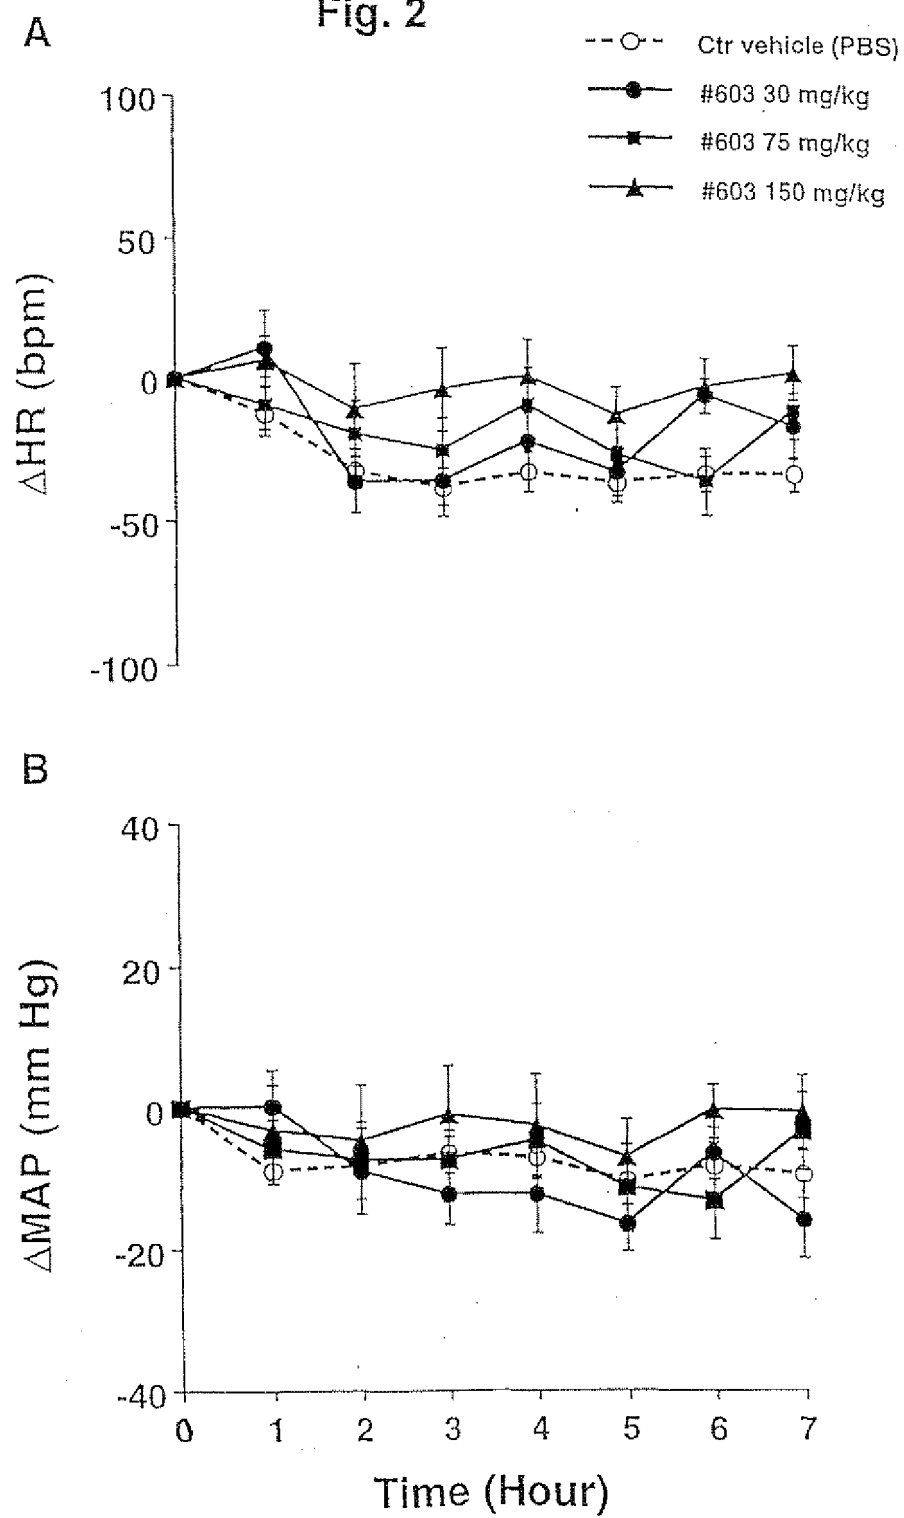 Fig. 2
A
Ctr vehicle (PBS)
#603 30 mg/kg
#603 75 mg/kg
#603 150 mg/kg
100
50
0
-50
-100
ΔHR (bpm)
B
40
20
0
-20
-40
ΔMAP (mm Hg)
0 1 2 3 4 5 6 7
Time (Hour)